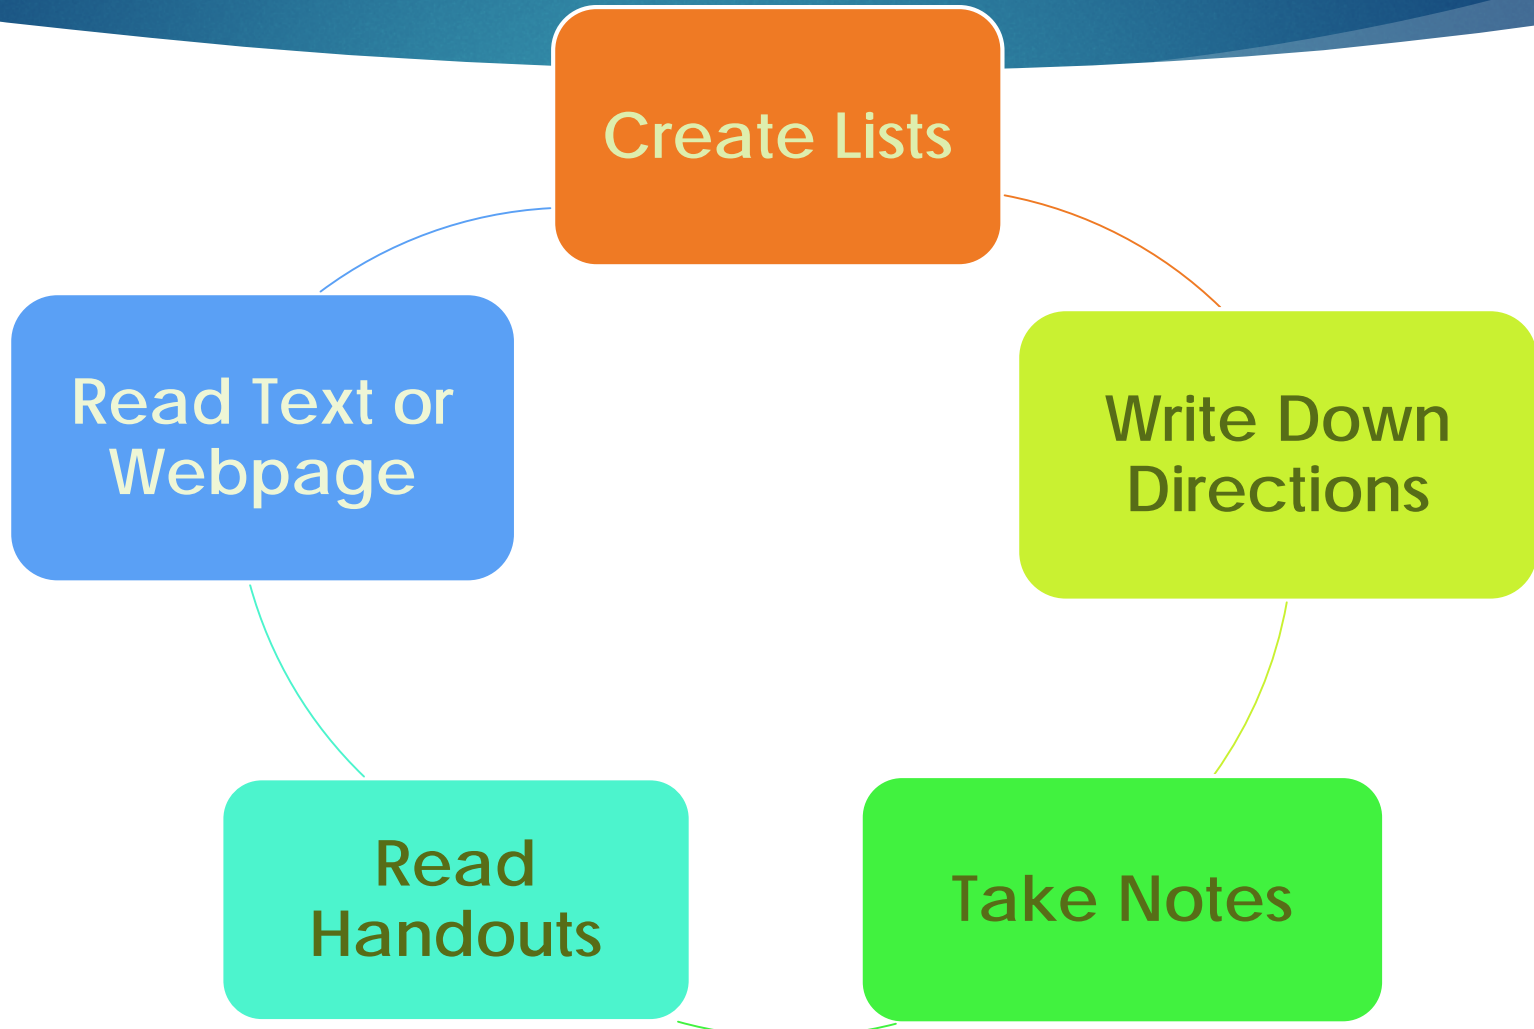 Create Lists
Write Down
Directions
Take Notes
Read
Handouts
Read Text or
Webpage